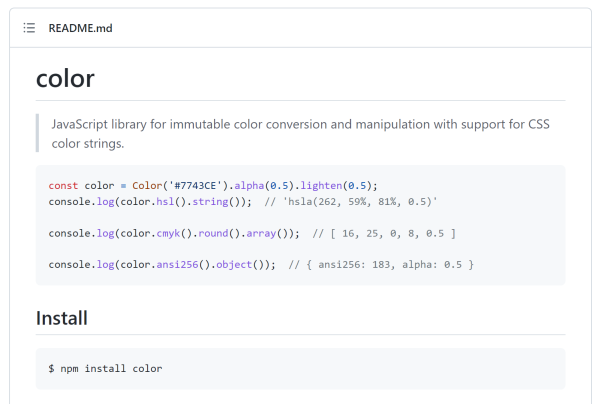 README.md
color
JavaScript library for immutable color conversion and manipulation with support for CSS
color strings.
const color = Color('#7743CE').alpha(0.5).lighten(0.5);
console.log(color.hsl().string());  // 'hsla(262, 59%, 81%, 0.5)'
console.log(color.cmyk().round().array());  // [ 16, 25, 0, 8, 0.5 ]
console.log(color.ansi256().object());  // { ansi256: 183, alpha: 0.5 }
Install
$ npm install color